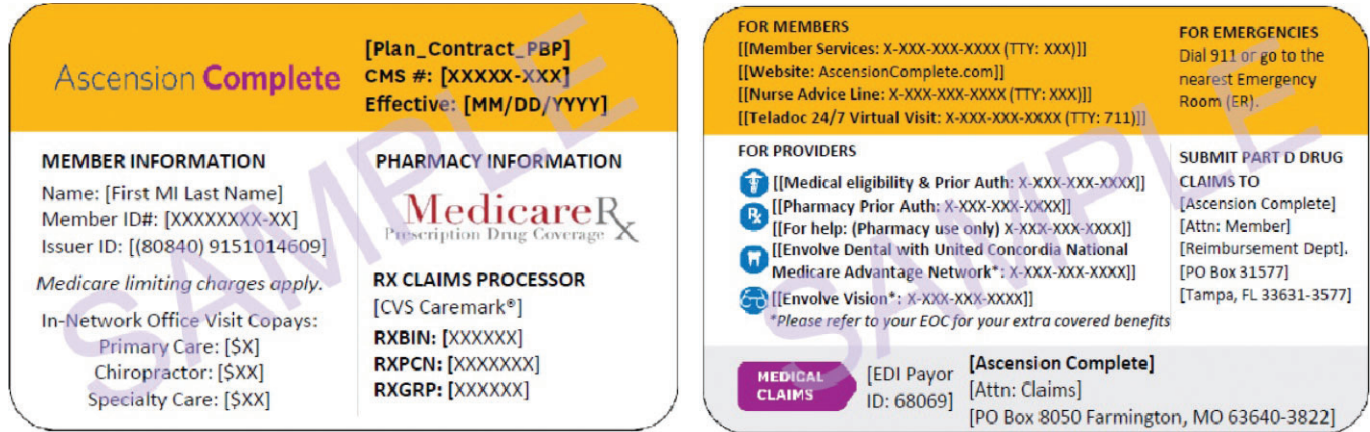 Ascension Complete
[Plan_Contract_PBP]
CMS #: [XXXXX-XXX]
Effective: [MM/DD/YYYY]
MEMBER INFORMATION
Name: [First MI Last Name]
Member ID#: [XXXXXXXX-XX]
Issuer ID: [(80840) 9151014609]
Medicare limiting charges apply.
In-Network Office Visit Copays:
Primary Care: [$X]
Chiropractor: [$XX]
Specialty Care: [$XX]
PHARMACY INFORMATION
MedicareRx
Prescription Drug Coverage
RX CLAIMS PROCESSOR
[CVS Caremark®]
RXBIN: [XXXXXX]
RXPCN: [XXXXXXX]
RXGRP: [XXXXXX]
SAMPLE
FOR MEMBERS
[[Member Services: X-XXX-XXX-XXXX (TTY: XXX)]]
[[Website: AscensionComplete.com]]
[[Nurse Advice Line: X-XXX-XXX-XXXX (TTY: XXX)]]
[[Teladoc 24/7 Virtual Visit: X-XXX-XXX-XXXX (TTY: 711)]]
FOR EMERGENCIES
Dial 911 or go to the
nearest Emergency
Room (ER).
FOR PROVIDERS
[[Medical eligibility & Prior Auth: X-XXX-XXX-XXXX]]
Rx
[[Pharmacy Prior Auth: X-XXX-XXX-XXXX]]
[[For help: (Pharmacy use only) X-XXX-XXX-XXXX]]
[[Envolve Dental with United Concordia National
Medicare Advantage Network*: X-XXX-XXX-XXXX]]
[[Envolve Vision*: X-XXX-XXX-XXXX]]
*Please refer to your EOC for your extra covered benefits
SUBMIT PART D DRUG
CLAIMS TO
[Ascension Complete]
[Attn: Member]
[Reimbursement Dept].
[PO Box 31577]
[Tampa, FL 33631-3577]
MEDICAL
CLAIMS
[EDI Payor
ID: 68069]
[Ascension Complete]
[Attn: Claims]
[PO Box 8050 Farmington, MO 63640-3822]
SAMPLE